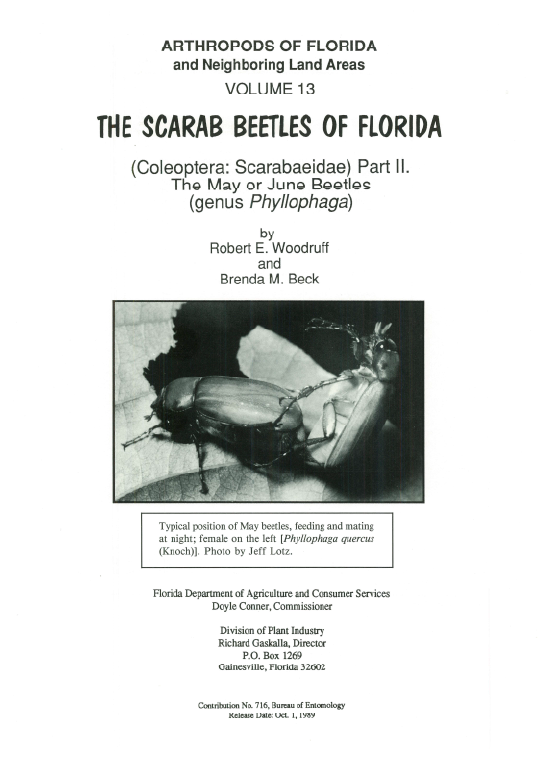 ARTHROPODS OF FLORIDA
and Neighboring Land Areas
VOLUME 13
THE SCARAB BEETLES OF FLORIDA
(Coleoptera: Scarabaeidae) Part II.
The May or June Beetles
(genus Phyllophaga)
by
Robert E. Woodruff
and
Brenda M. Beck
Typical position of May beetles, feeding and mating
at night; female on the left [Phyllophaga quercus
(Knoch)]. Photo by Jeff Lotz.
Florida Department of Agriculture and Consumer Services
Doyle Conner, Commissioner
Division of Plant Industry
Richard Gaskalla, Director
P.O. Box 1269
Gainesville, Florida 32602
Contribution No. 716, Bureau of Entomology
Release Date: Oct. 1, 1989